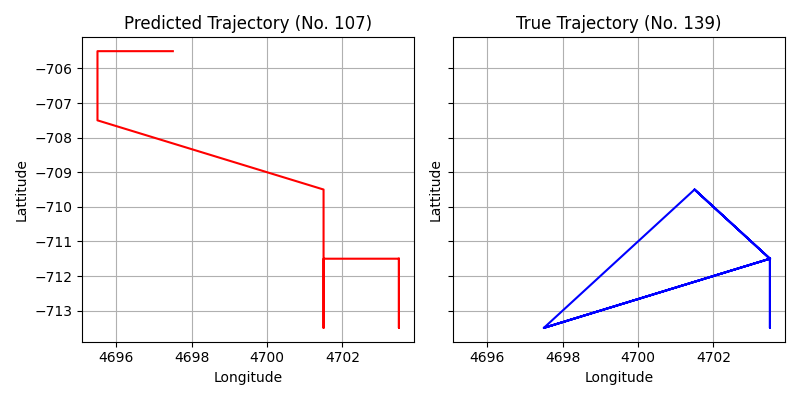 Predicted Trajectory (No. 107)
−706
−707
−708
−709
−710
−711
−712
−713
Lattitude
4696 4698 4700 4702
Longitude
True Trajectory (No. 139)
Lattitude
4696 4698 4700 4702
Longitude